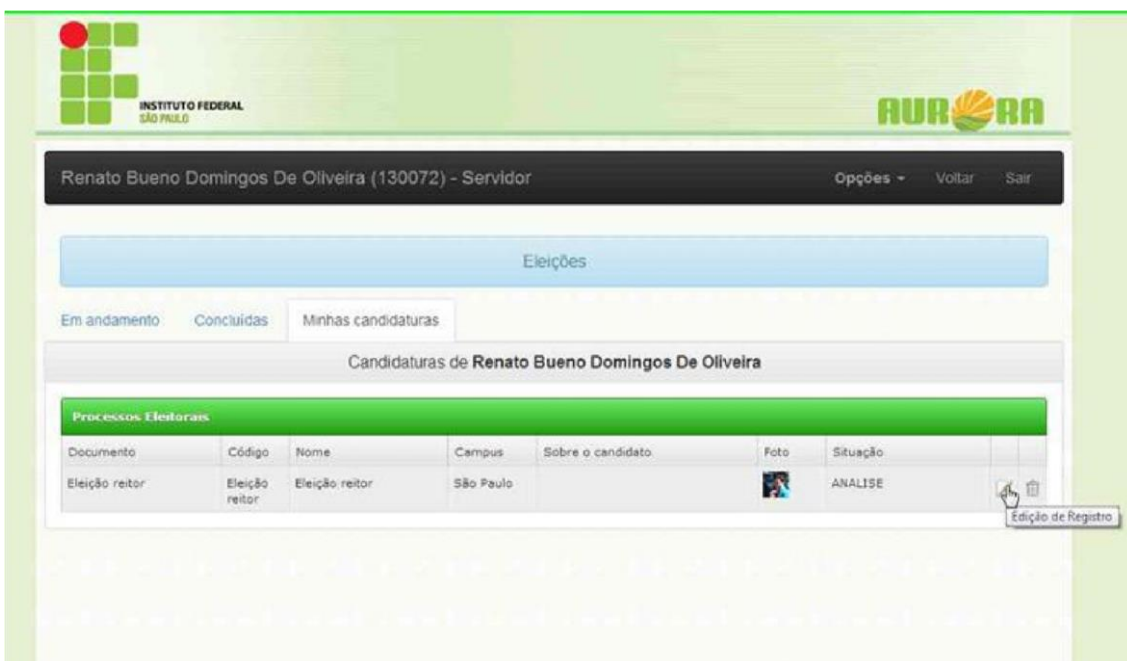 INSTITUTO FEDERAL
SÃO PAULO
AURORA
Renato Bueno Domingos De Oliveira (130072) - Servidor
Opções
Voltar
Sair
Eleições
Em andamento
Concluídas
Minhas candidaturas
Candidaturas de Renato Bueno Domingos De Oliveira
Processos Eleitorais
Documento
Código
Nome
Campus
Sobre o candidato
Foto
Situação
Eleição reitor
Eleição
reitor
Eleição reitor
São Paulo
ANALISE
Edição de Registro